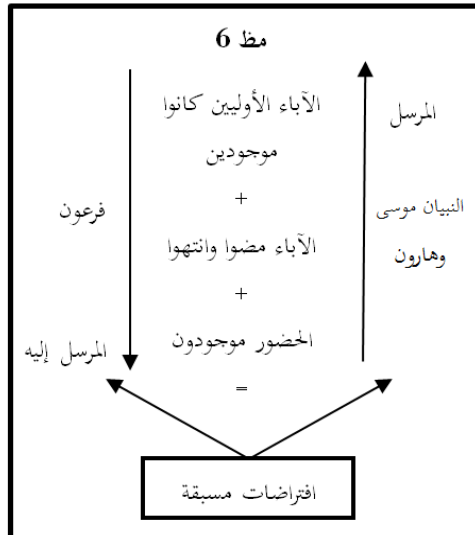 مظ 6
الآباء الأوليين كانوا
موجودين
+
الآباء مضوا وانتهوا
+
الحضور موجودون
=
المرسل
النبيان موسى
وهارون
فرعون
المرسل إليه
افتراضات مسبقة